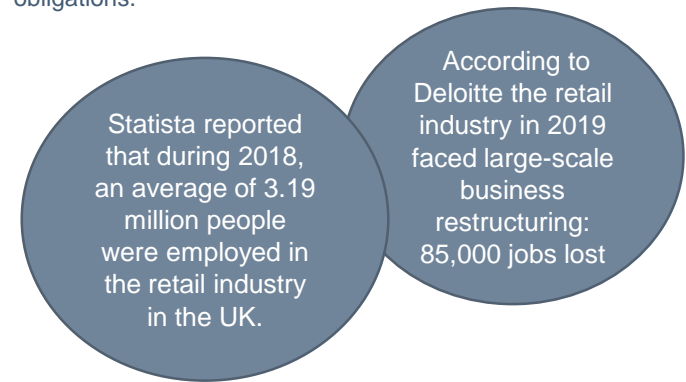 obligations.
Statista reported
that during 2018,
an average of 3.19
million people
were employed in
the retail industry
in the UK.
According to
Deloitte the retail
industry in 2019
faced large-scale
business
restructuring:
85,000 jobs lost